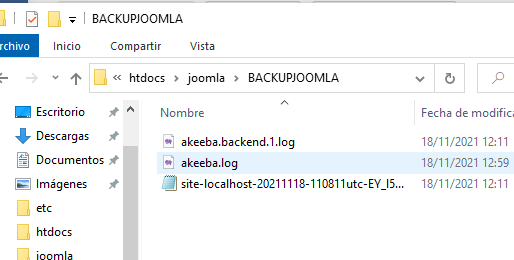 BACKUPJOOMLA
Archivo Inicio Compartir Vista
htdocs joomla BACKUPJOOMLA
Nombre Fecha de modifica
Escritorio
Descargas
Documentos
Imágenes
etc
htdocs
joomla
akeeba.backend.1.log 18/11/2021 12:11
akeeba.log 18/11/2021 12:59
site-localhost-20211118-110811utc-EY_I5... 18/11/2021 12:11